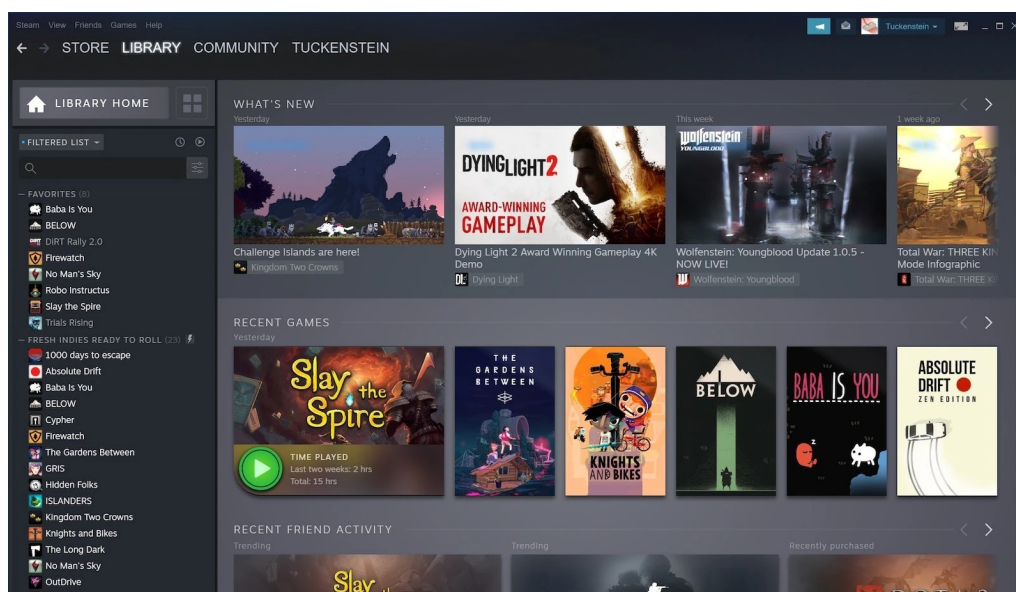 Steam View Friends Games Help
Tuckenstein
STORE LIBRARY COMMUNITY TUCKENSTEIN
LIBRARY HOME
FILTERED LIST
— FAVORITES (8)
Baba Is You
BELOW
DIRT Rally 2.0
Firewatch
No Man's Sky
Robo Instructus
Slay the Spire
Trials Rising
— FRESH INDIES READY TO ROLL (23)
1000 days to escape
Absolute Drift
Baba Is You
BELOW
Cypher
Firewatch
The Gardens Between
GRIS
Hidden Folks
ISLANDERS
Kingdom Two Crowns
Knights and Bikes
The Long Dark
No Man's Sky
OutDrive
WHAT'S NEW
Yesterday
Challenge Islands are here!
Kingdom Two Crowns
Yesterday
DYING LIGHT 2
AWARD-WINNING
GAMEPLAY
Dying Light 2 Award Winning Gameplay 4K
Demo
DL
Dying Light
This week
Wolfenstein
YOUNGBLOOD
Wolfenstein: Youngblood Update 1.0.5 -
NOW LIVE!
Wolfenstein: Youngblood
1 week ago
Total War: THREE KIN
Mode Infographic
Total War: THREE K
RECENT GAMES
Yesterday
Slay the
Spire
TIME PLAYED
Last two weeks: 2 hrs
Total: 15 hrs
THE
GARDENS
BETWEEN
KNIGHTS
AND BIKES
BELOW
BABA IS YOU
ABSOLUTE
DRIFT
ZEN EDITION
RECENT FRIEND ACTIVITY
Trending
Slay
Trending
Recently purchased